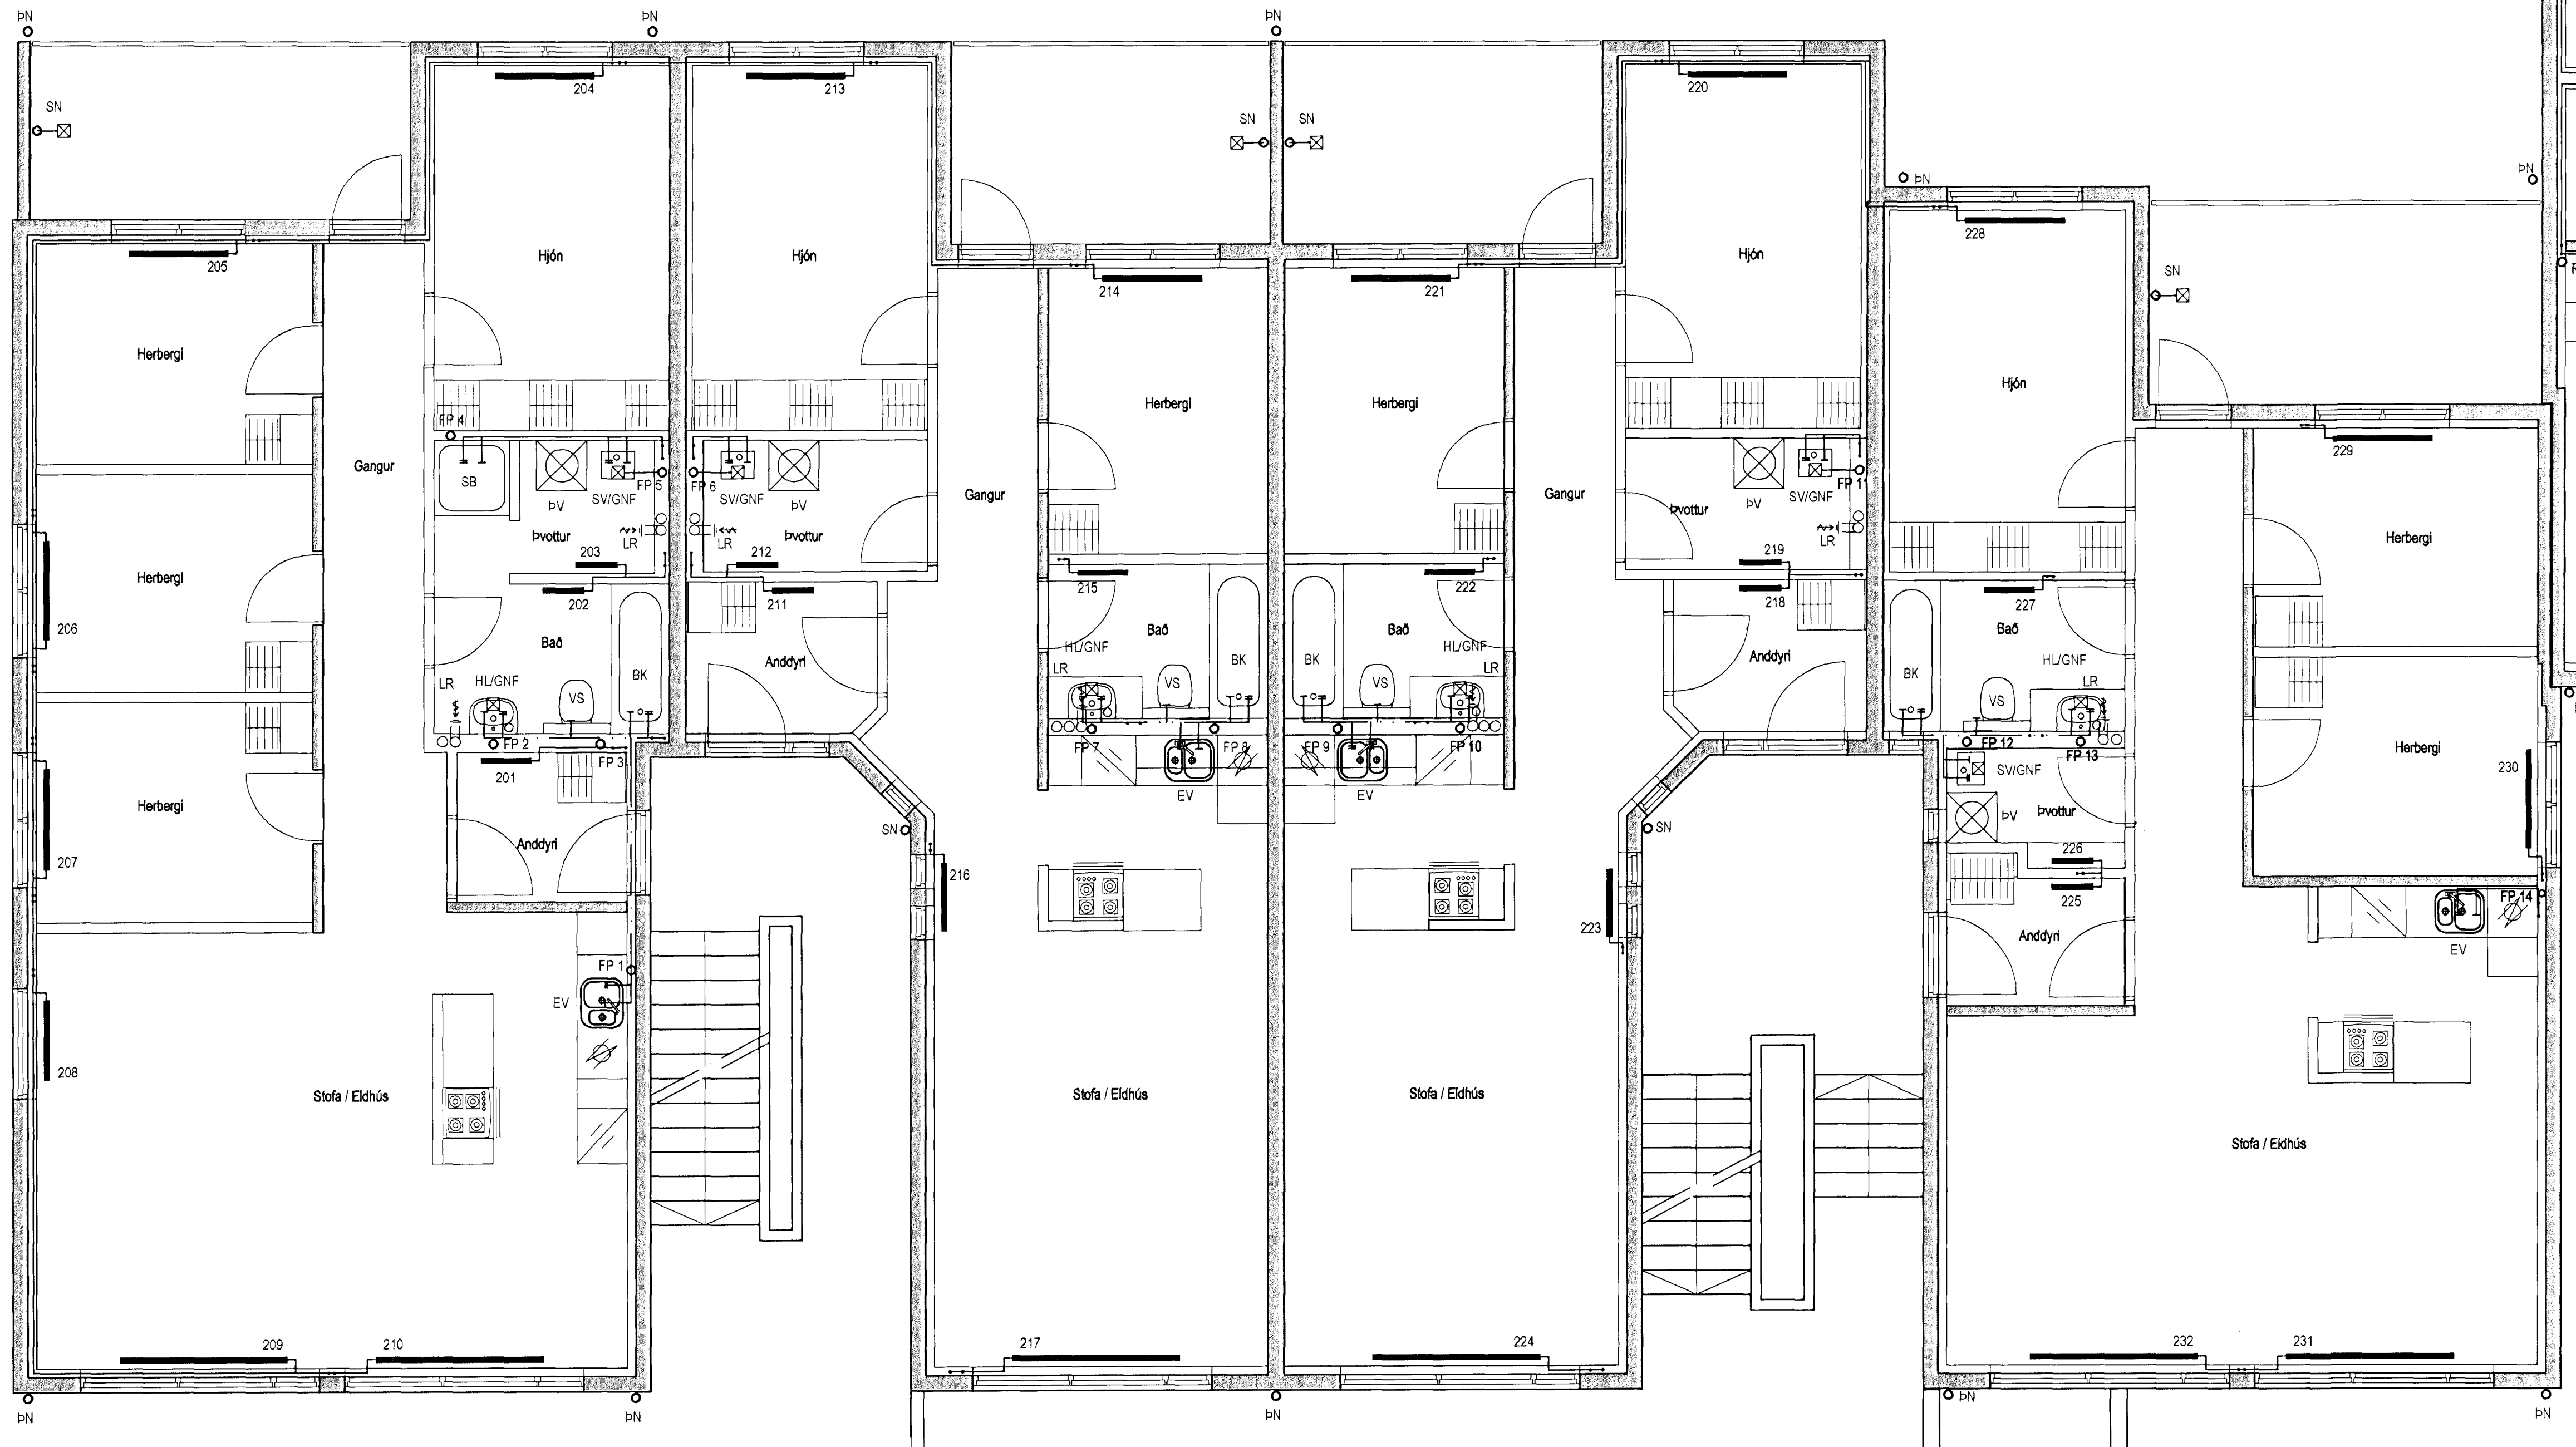 ÞN
ÞN
ÞN
204
213
220
SN
SN
SN
ÞN
ÞN
228
205
Hjón
Hjón
Hjón
SN
214
221
Herbergi
Hjón
Herbergi
Herbergi
FP 4
229
Gangur
SB
FP 5
FP 6
FP 11
SV/GNF
SV/GNF
SV/GNF
Gangur
Gangur
ÞV
ÞV
ÞV
Þvottur
Þvottur
Þvottur
LR
LR
LR
Herbergi
203
212
219
Herbergi
202
211
215
222
218
227
206
Bað
Bað
Bað
Bað
Anddyri
Anddyri
HL/GNF
HL/GNF
HL/GNF
BK
BK
BK
BK
LR
LR
LR
LR
HL/GNF
VS
VS
VS
VS
FP 2
FP 3
FP 7
FP 8
FP 9
FP 10
FP 12
FP 13
Herbergi
201
SV/GNF
230
EV
EV
Herbergi
ÞV
Þvottur
SN
SN
Anddyri
207
226
216
225
FP 14
223
Anddyri
EV
FP 1
EV
208
Stofa / Eldhús
Stofa / Eldhús
Stofa / Eldhús
Stofa / Eldhús
209
210
217
224
232
231
ÞN
ÞN
ÞN
ÞN
ÞN